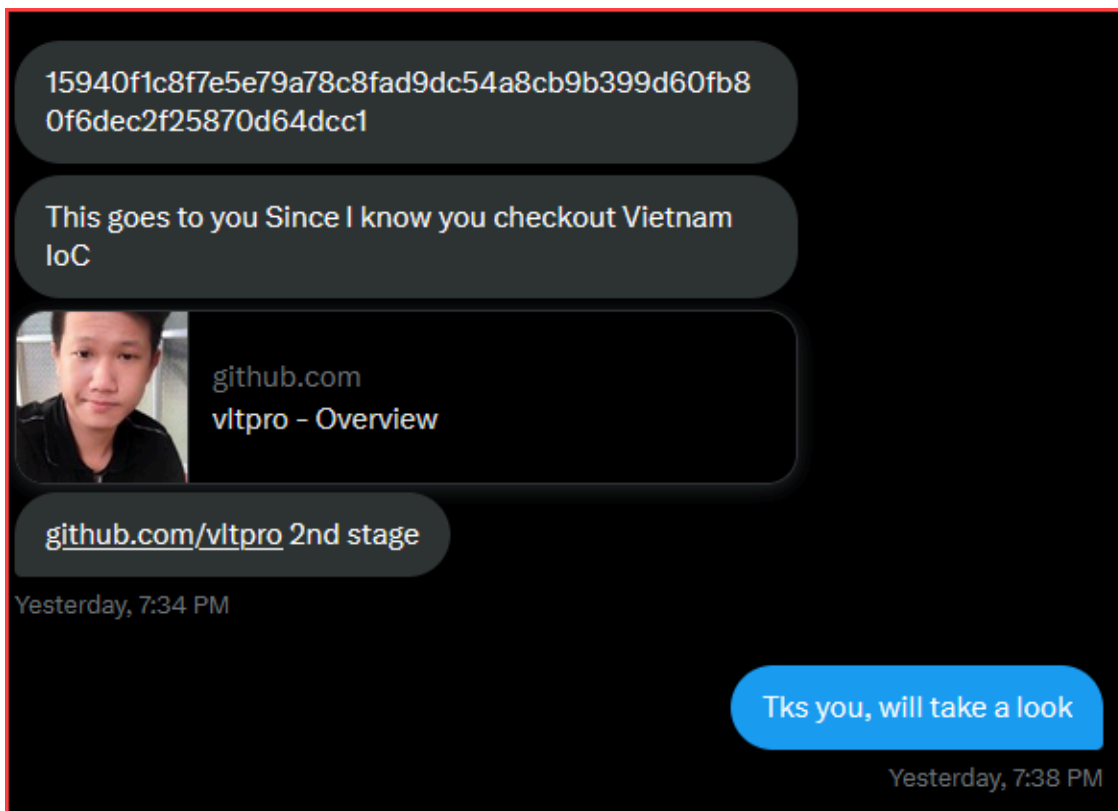 15940f1c8f7e5e79a78c8fad9dc54a8cb9b399d60fb8
0f6dec2f25870d64dcc1
This goes to you Since I know you checkout Vietnam
IoC
github.com
vltpro - Overview
github.com/vltpro 2nd stage
Yesterday, 7:34 PM
Tks you, will take a look
Yesterday, 7:38 PM